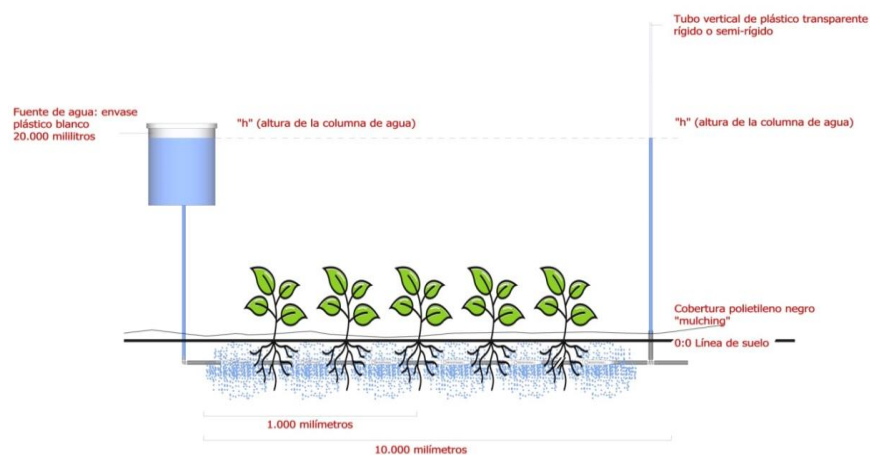 Tubo vertical de plástico transparente
rígido o semi-rígido
Fuente de agua: envase
plástico blanco
20.000 mililitros
"h" (altura de la columna de agua)
"h" (altura de la columna de agua)
Cobertura polietileno negro
"mulching"
0:0 Línea de suelo
1.000 milímetros
10.000 milímetros